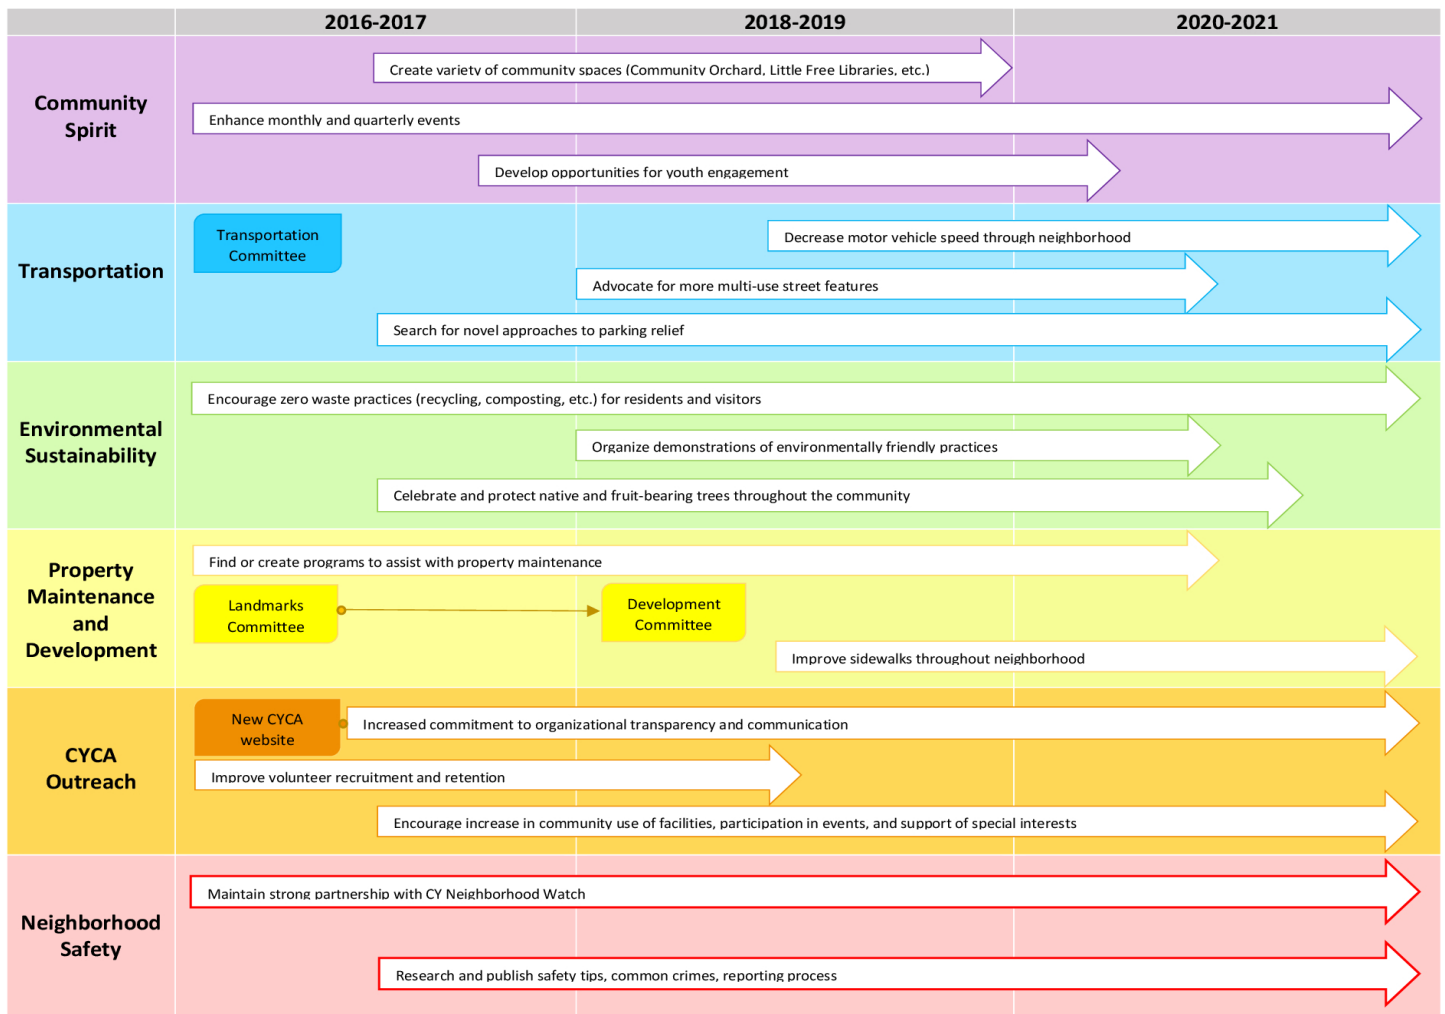 2016-2017
2018-2019
2020-2021
Community
Spirit
Create variety of community spaces (Community Orchard, Little Free Libraries, etc.)
Enhance monthly and quarterly events
Develop opportunities for youth engagement
Transportation
Transportation
Committee
Decrease motor vehicle speed through neighborhood
Advocate for more multi-use street features
Search for novel approaches to parking relief
Environmental
Sustainability
Encourage zero waste practices (recycling, composting, etc.) for residents and visitors
Organize demonstrations of environmentally friendly practices
Celebrate and protect native and fruit-bearing trees throughout the community
Property
Maintenance
and
Development
Find or create programs to assist with property maintenance
Landmarks
Committee
Development
Committee
Improve sidewalks throughout neighborhood
CYCA
Outreach
New CYCA
website
Increased commitment to organizational transparency and communication
Improve volunteer recruitment and retention
Encourage increase in community use of facilities, participation in events, and support of special interests
Neighborhood
Safety
Maintain strong partnership with CY Neighborhood Watch
Research and publish safety tips, common crimes, reporting process